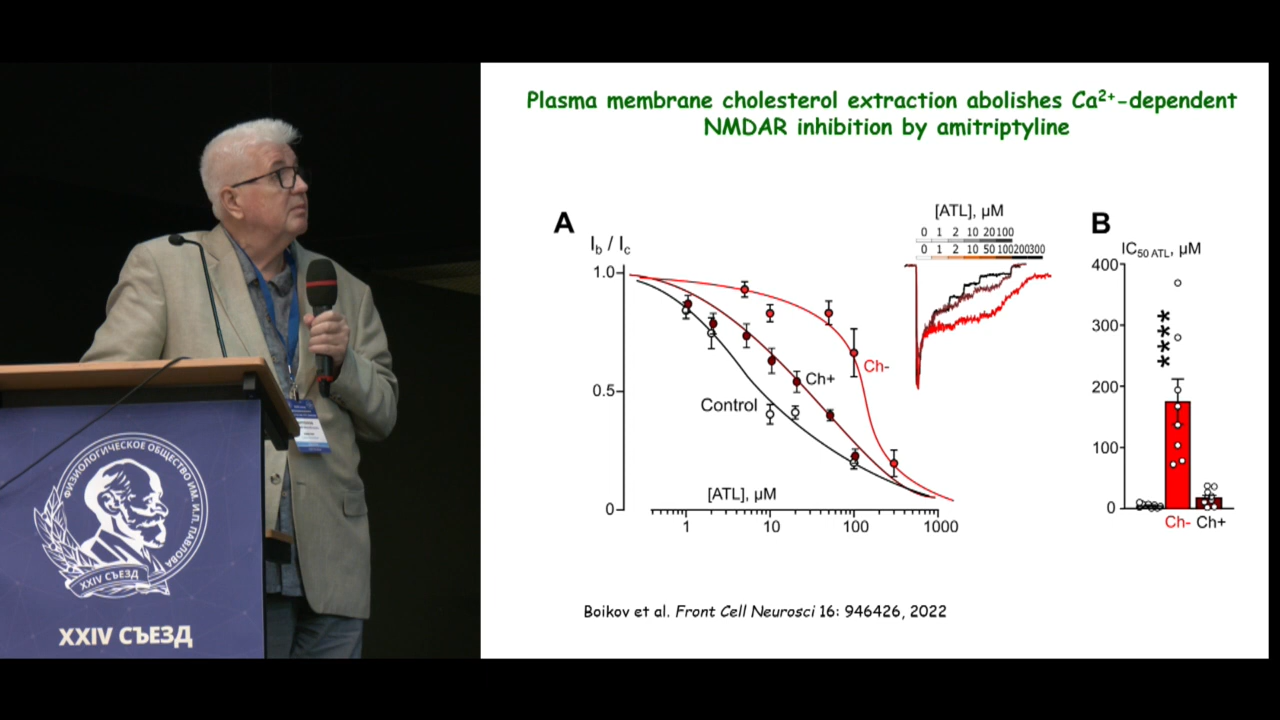 Plasma membrane cholesterol extraction abolishes Ca²⁺-dependent
NMDAR inhibition by amitriptyline
A
I_b / I_c
1.0
0.5
0
Control
Ch+
Ch-
[ATL], µM
1 10 100 1000
[ATL], µM
0 1 2 10 20 100
0 1 2 10 50 100 200 300
B
IC50 ATL, µM
400
300
200
100
0
****
Ch- Ch+
Boikov et al. Front Cell Neurosci 16: 946426, 2022
ФИЗИОЛОГИЧЕСКОЕ ОБЩЕСТВО ИМ. И.П. ПАВЛОВА
XXIV СЪЕЗД
XXIV СЪЕЗД